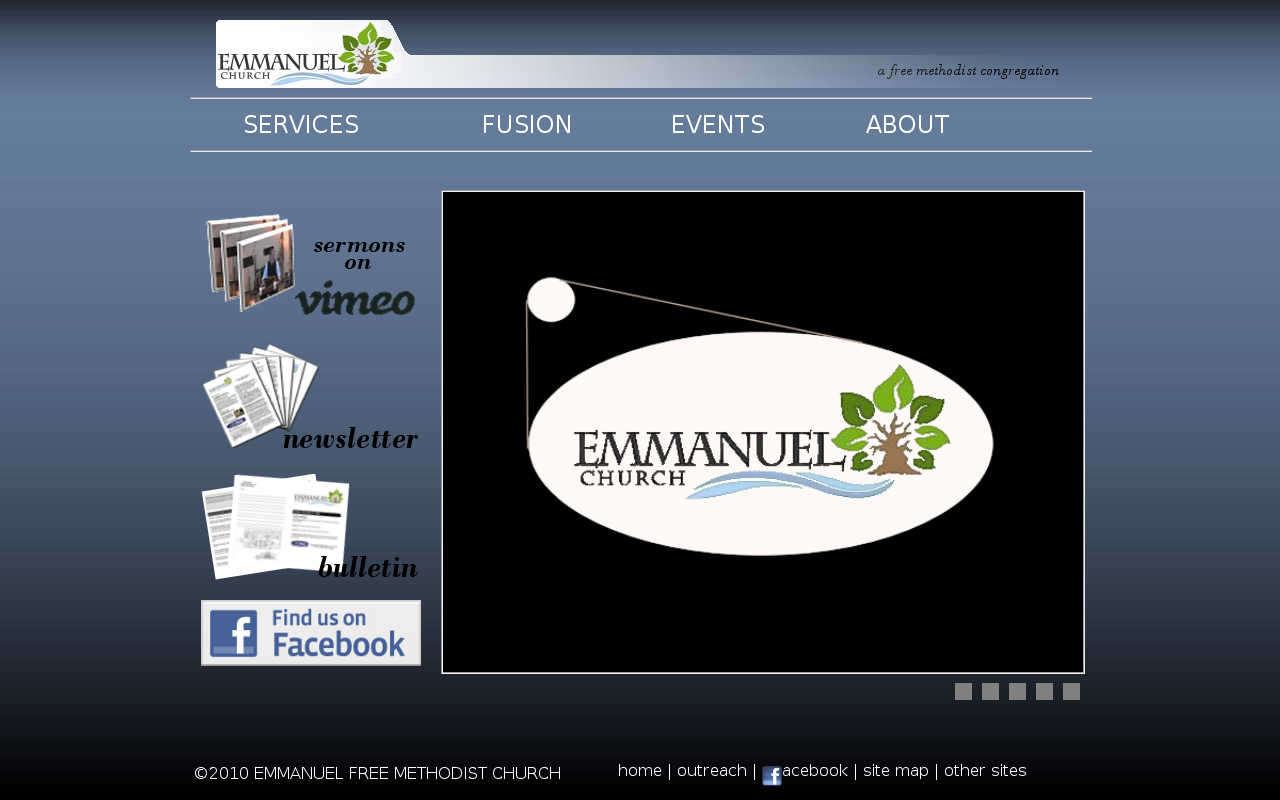 EMMANUEL
CHURCH
a free methodist congregation
SERVICES FUSION EVENTS ABOUT
sermons
on
vimeo
newsletter
bulletin
Find us on
Facebook
EMMANUEL
CHURCH
©2010 EMMANUEL FREE METHODIST CHURCH
home | outreach | facebook | site map | other sites